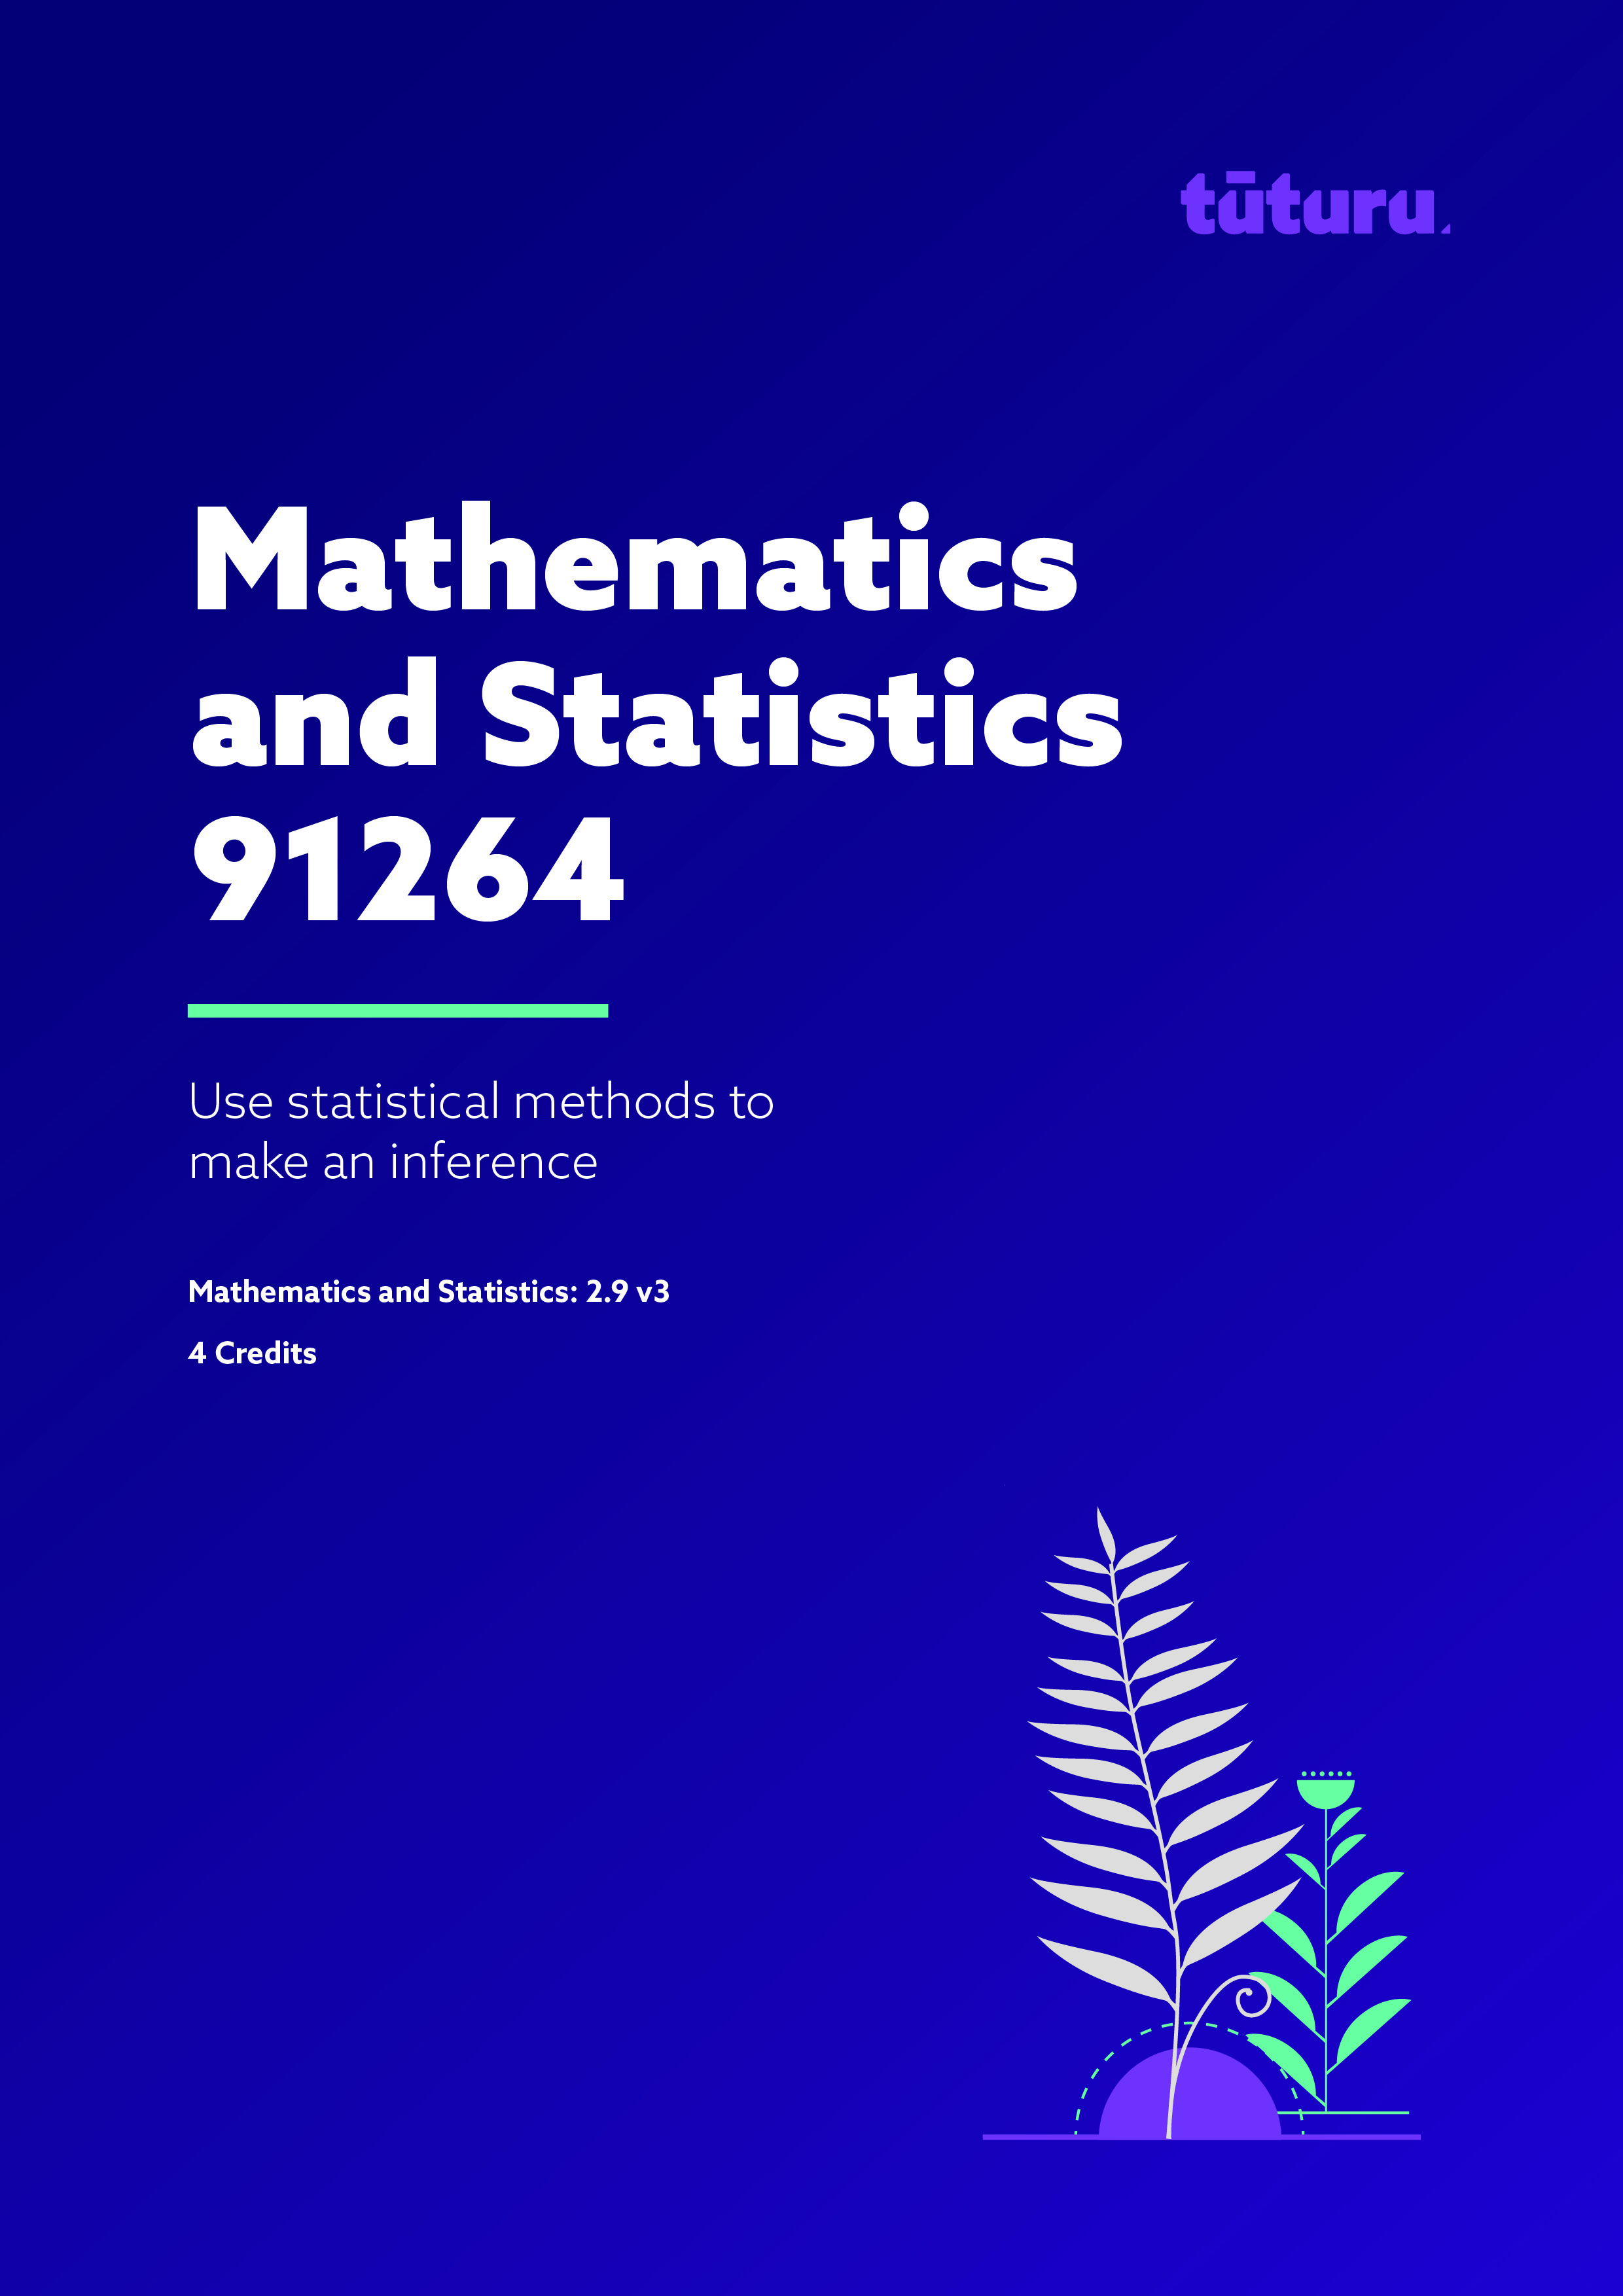 tūturu.
Mathematics
and Statistics
91264
Use statistical methods to
make an inference
Mathematics and Statistics: 2.9 v3
4 Credits